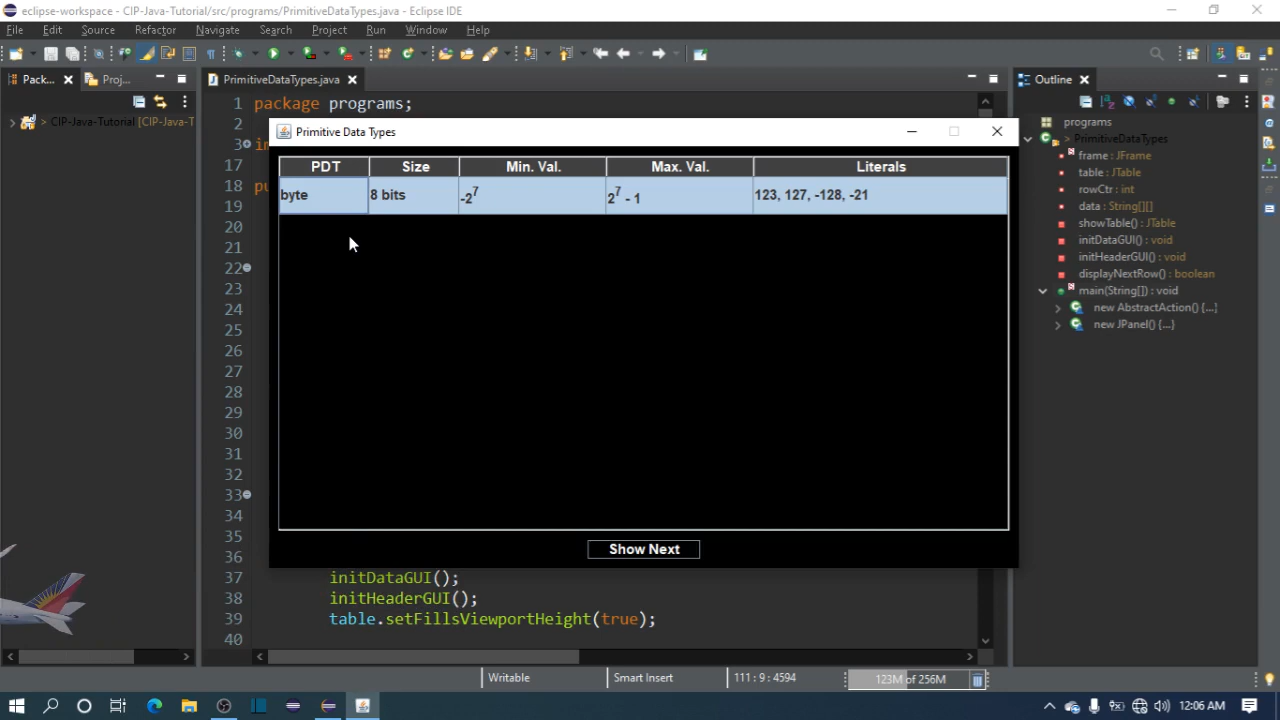 eclipse-workspace - CIP-Java-Tutorial/src/programs/PrimitiveDataTypes.java - Eclipse IDE
File Edit Source Refactor Navigate Search Project Run Window Help
Pack... Proj... PrimitiveDataTypes.java Outline
CIP-Java-Tutorial [CIP-Java-T
1 package programs;
2
3
17
18
19
20
21
22
23
24
25
26
27
28
29
30
31
32
33
34
35
36
37 initDataGUI();
38 initHeaderGUI();
39 table.setFillsViewportHeight(true);
40
Primitive Data Types
PDT Size Min. Val. Max. Val. Literals
byte 8 bits -2⁷ 2⁷ - 1 123, 127, -128, -21
Show Next
programs
PrimitiveDataTypes
frame : JFrame
table : JTable
rowCtr : int
data : String[][]
showTable() : JTable
initDataGUI() : void
initHeaderGUI() : void
displayNextRow() : boolean
main(String[]) : void
new AbstractAction() {...}
new JPanel() {...}
Writable Smart Insert 111 : 9 : 4594 123M of 256M
12:06 AM